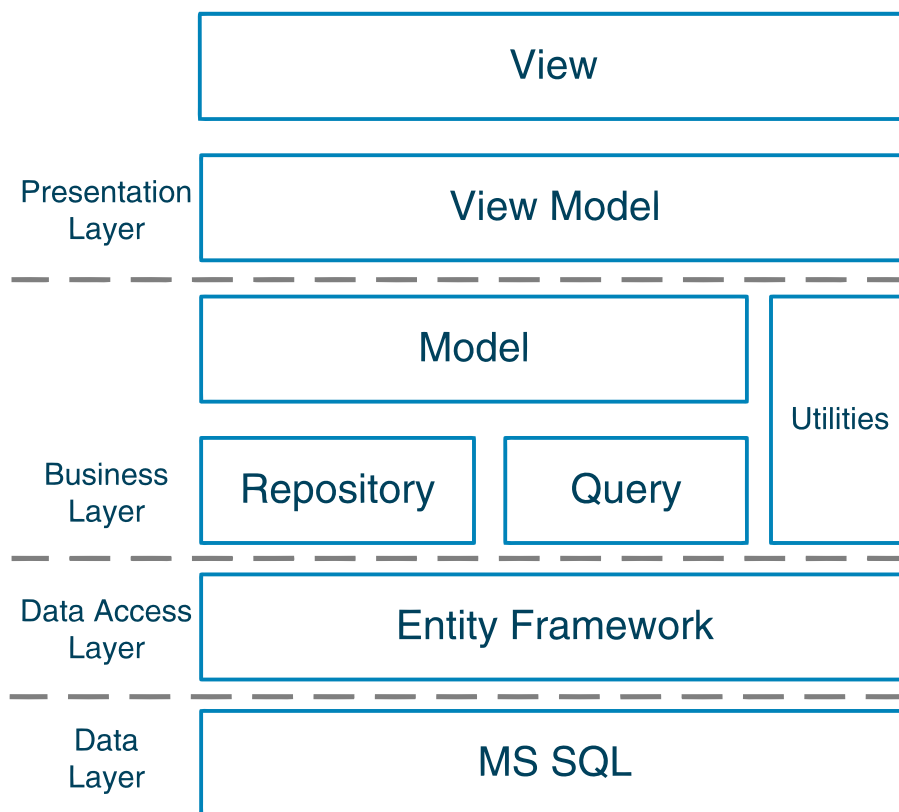 View
Presentation
Layer
View Model
Model
Utilities
Business
Layer
Repository
Query
Data Access
Layer
Entity Framework
Data
Layer
MS SQL